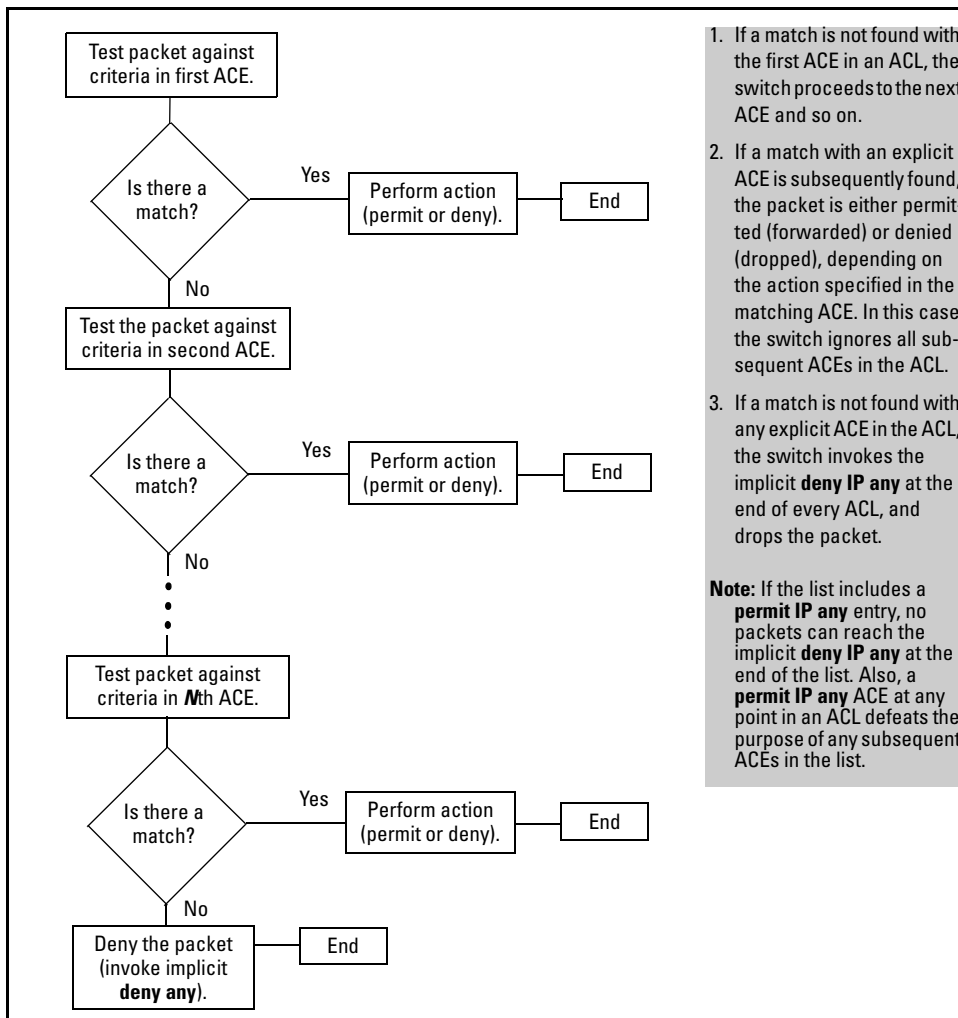 Test packet against
criteria in first ACE.
Is there a
match?
Yes
Perform action
(permit or deny).
End
No
Test the packet against
criteria in second ACE.
Is there a
match?
Yes
Perform action
(permit or deny).
End
No
Test packet against
criteria in Nth ACE.
Is there a
match?
Yes
Perform action
(permit or deny).
End
No
Deny the packet
(invoke implicit
deny any).
End
1. If a match is not found with
the first ACE in an ACL, the
switch proceeds to the next
ACE and so on.
2. If a match with an explicit
ACE is subsequently found,
the packet is either permit-
ted (forwarded) or denied
(dropped), depending on
the action specified in the
matching ACE. In this case
the switch ignores all sub-
sequent ACEs in the ACL.
3. If a match is not found with
any explicit ACE in the ACL,
the switch invokes the
implicit deny IP any at the
end of every ACL, and
drops the packet.
Note: If the list includes a
permit IP any entry, no
packets can reach the
implicit deny IP any at the
end of the list. Also, a
permit IP any ACE at any
point in an ACL defeats the
purpose of any subsequent
ACEs in the list.